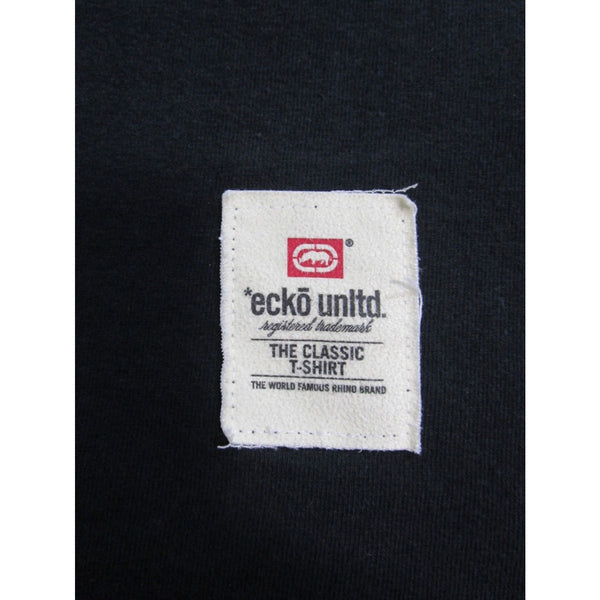 ®
*eckō unltd.
registered trademark
THE CLASSIC
T-SHIRT
THE WORLD FAMOUS RHINO BRAND